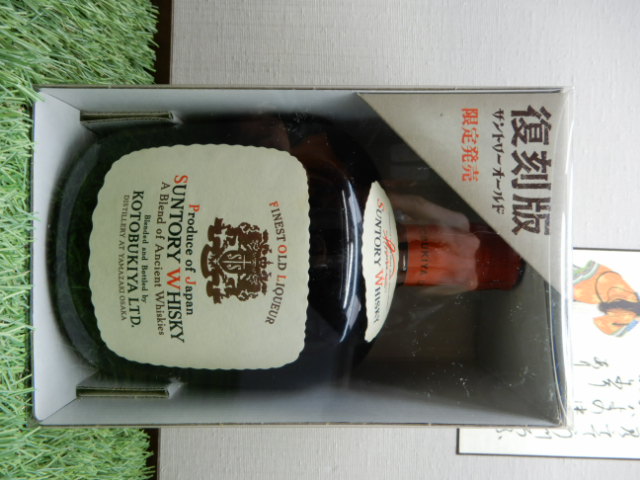 復刻版
サントリーオールド
限定発売
SUNTORY WHISKY
FINEST OLD LIQUEUR
Produce of Japan
SUNTORY WHISKY
A Blend of Ancient Whiskies
Blended and Bottled by
KOTOBUKIYA LTD.
DISTILLERY AT YAMAZAKI OSAKA